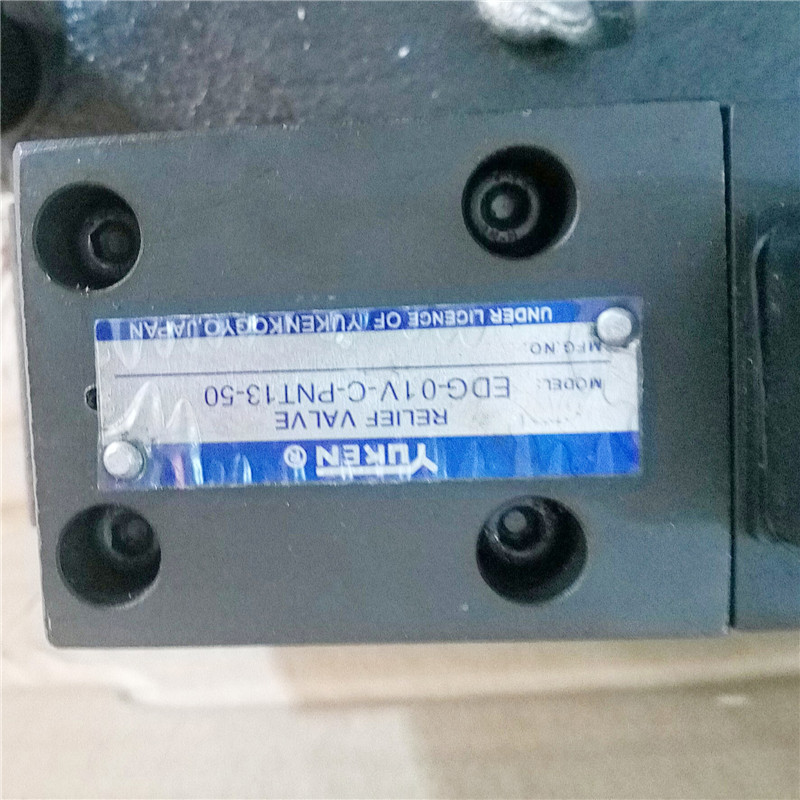 YUKEN ®
RELIEF VALVE
MODEL: EDG-01V-C-PNT13-50
MFG.NO.
UNDER LICENCE OF YUKEN KOGYO, JAPAN